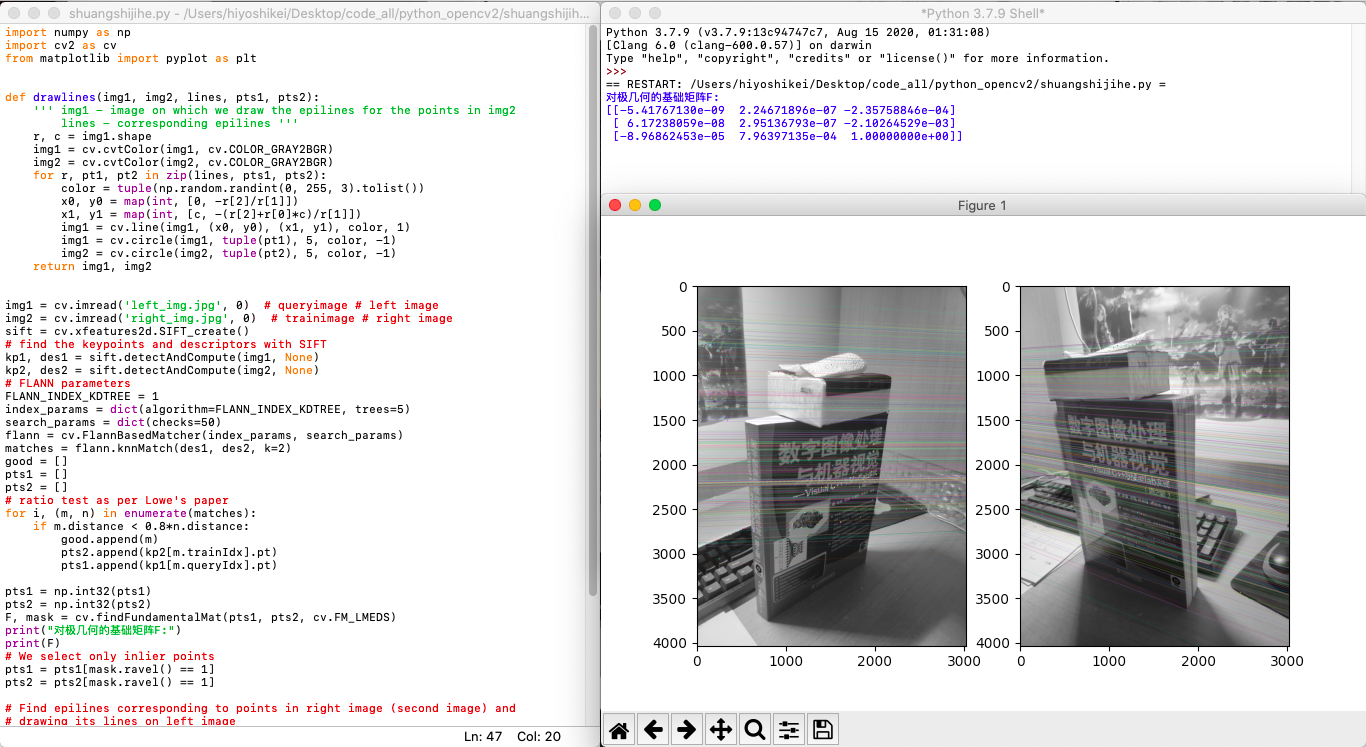 shuangshijihe.py - /Users/hiyoshikei/Desktop/code_all/python_opencv2/shuangshijih...
import numpy as np
import cv2 as cv
from matplotlib import pyplot as plt
def drawlines(img1, img2, lines, pts1, pts2):
    ''' img1 - image on which we draw the epilines for the points in img2
        lines - corresponding epilines '''
    r, c = img1.shape
    img1 = cv.cvtColor(img1, cv.COLOR_GRAY2BGR)
    img2 = cv.cvtColor(img2, cv.COLOR_GRAY2BGR)
    for r, pt1, pt2 in zip(lines, pts1, pts2):
        color = tuple(np.random.randint(0, 255, 3).tolist())
        x0, y0 = map(int, [0, -r[2]/r[1]])
        x1, y1 = map(int, [c, -(r[2]+r[0]*c)/r[1]])
        img1 = cv.line(img1, (x0, y0), (x1, y1), color, 1)
        img1 = cv.circle(img1, tuple(pt1), 5, color, -1)
        img2 = cv.circle(img2, tuple(pt2), 5, color, -1)
    return img1, img2
img1 = cv.imread('left_img.jpg', 0)  # queryimage # left image
img2 = cv.imread('right_img.jpg', 0)  # trainimage # right image
sift = cv.xfeatures2d.SIFT_create()
# find the keypoints and descriptors with SIFT
kp1, des1 = sift.detectAndCompute(img1, None)
kp2, des2 = sift.detectAndCompute(img2, None)
# FLANN parameters
FLANN_INDEX_KDTREE = 1
index_params = dict(algorithm=FLANN_INDEX_KDTREE, trees=5)
search_params = dict(checks=50)
flann = cv.FlannBasedMatcher(index_params, search_params)
matches = flann.knnMatch(des1, des2, k=2)
good = []
pts1 = []
pts2 = []
# ratio test as per Lowe's paper
for i, (m, n) in enumerate(matches):
    if m.distance < 0.8*n.distance:
        good.append(m)
        pts2.append(kp2[m.trainIdx].pt)
        pts1.append(kp1[m.queryIdx].pt)
pts1 = np.int32(pts1)
pts2 = np.int32(pts2)
F, mask = cv.findFundamentalMat(pts1, pts2, cv.FM_LMEDS)
print("对极几何的基础矩阵F:")
print(F)
# We select only inlier points
pts1 = pts1[mask.ravel() == 1]
pts2 = pts2[mask.ravel() == 1]
# Find epilines corresponding to points in right image (second image) and
# drawing its lines on left image
Ln: 47 Col: 20
*Python 3.7.9 Shell*
Python 3.7.9 (v3.7.9:13c94747c7, Aug 15 2020, 01:31:08)
[Clang 6.0 (clang-600.0.57)] on darwin
Type "help", "copyright", "credits" or "license()" for more information.
>>>
== RESTART: /Users/hiyoshikei/Desktop/code_all/python_opencv2/shuangshijihe.py =
对极几何的基础矩阵F:
[[-5.41767130e-09  2.24671896e-07 -2.35758846e-04]
 [ 6.17238059e-08  2.95136793e-07 -2.10264529e-03]
 [-8.96862453e-05  7.96397135e-04  1.00000000e+00]]
Figure 1
0
500
1000
1500
2000
2500
3000
3500
4000
0 1000 2000 3000
数字图像处理
与机器视觉
0
500
1000
1500
2000
2500
3000
3500
4000
0 1000 2000 3000
数字图像处理
与机器视觉